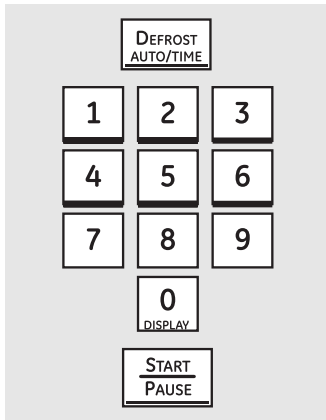 DEFROST
AUTO/TIME
1 2 3
4 5 6
7 8 9
0
DISPLAY
START
PAUSE